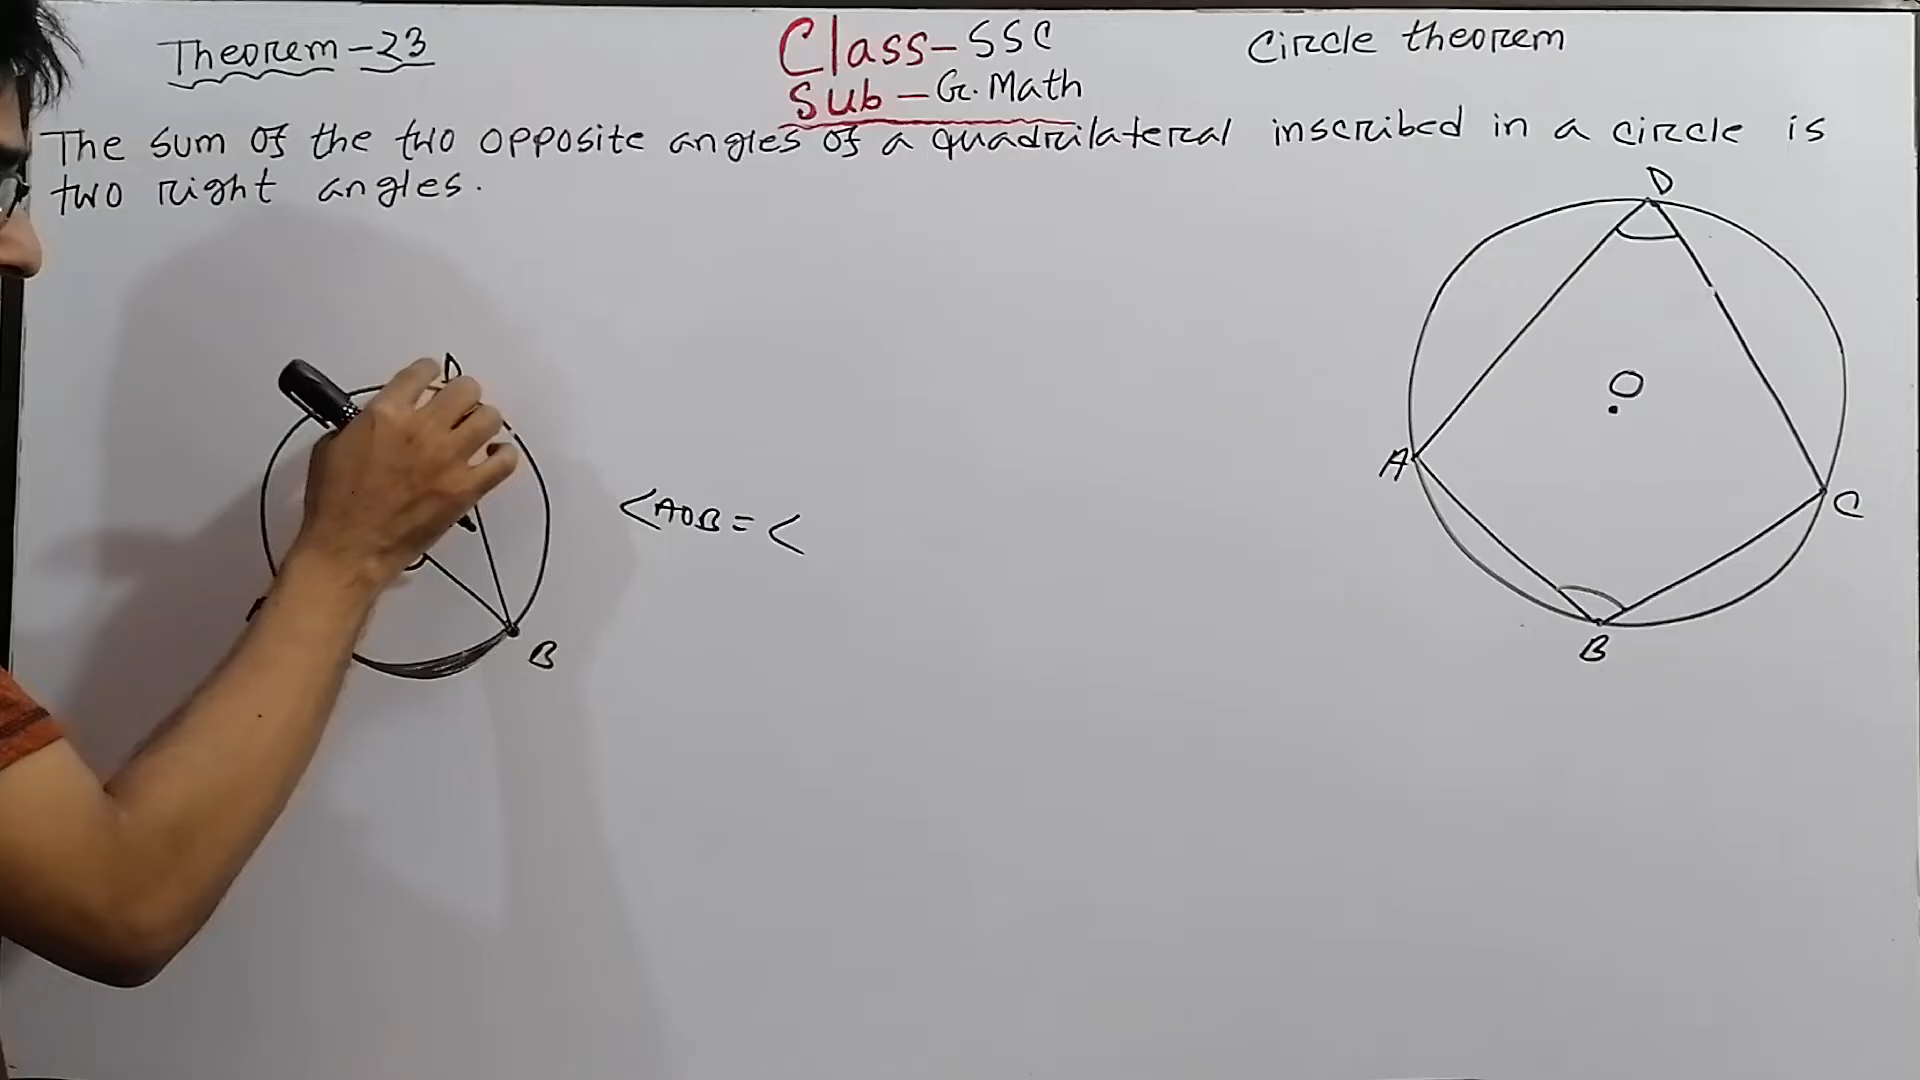 Theorem-23
Class-SSC
Circle theorem
Sub-G.Math
The sum of the two opposite angles of a quadrilateral inscribed in a circle is
two right angles.
D
O
A
C
B
D
<AOB = <
B